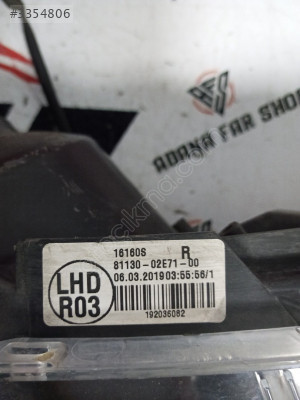 #3354806
ADANA FAR SHOP
16160S R
81130-02E71-00
06.03.2019 03:55:56/1
192036082
LHD
R03